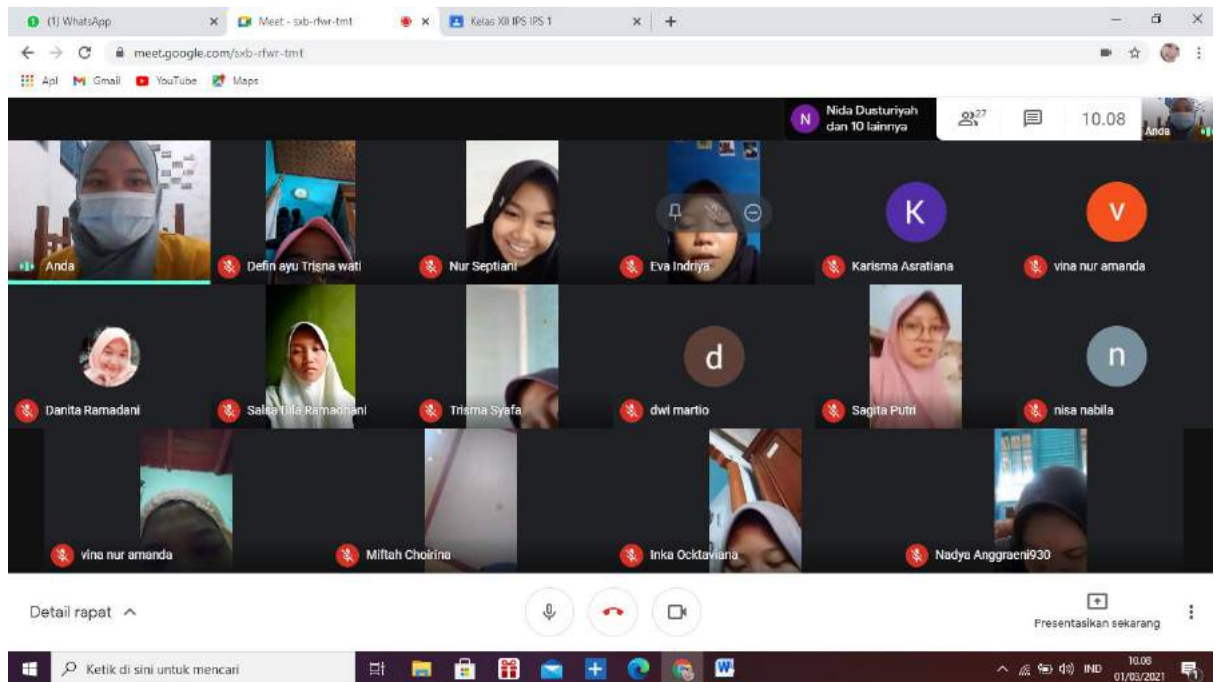 (1) WhatsApp
Meet - sxb-rfwr-tmt
Kelas XII IPS IPS 1
meet.google.com/sxb-rfwr-tmt
Apl
Gmail
YouTube
Maps
N
Nida Dusturiyah
dan 10 lainnya
27
10.08
Anda
Anda
Defin ayu Trisna wati
Nur Septiani
Eva Indriya
K
Karisma Asratiana
v
vina nur amanda
Danita Ramadani
Salsa Bila Ramadhani
Trisma Syafa
d
dwi martio
Sagita Putri
n
nisa nabila
vina nur amanda
Miftah Choirina
Inka Ocktaviana
Nadya Anggraeni930
Detail rapat
Presentasikan sekarang
Ketik di sini untuk mencari
IND
10.08
01/03/2021